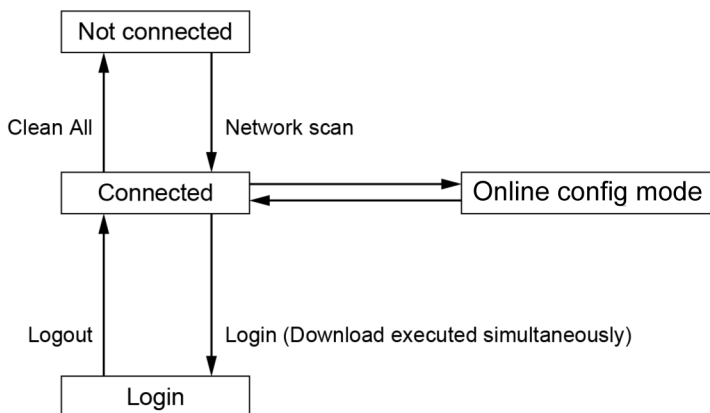 Not connected
Clean All
Network scan
Connected
Online config mode
Logout
Login (Download executed simultaneously)
Login